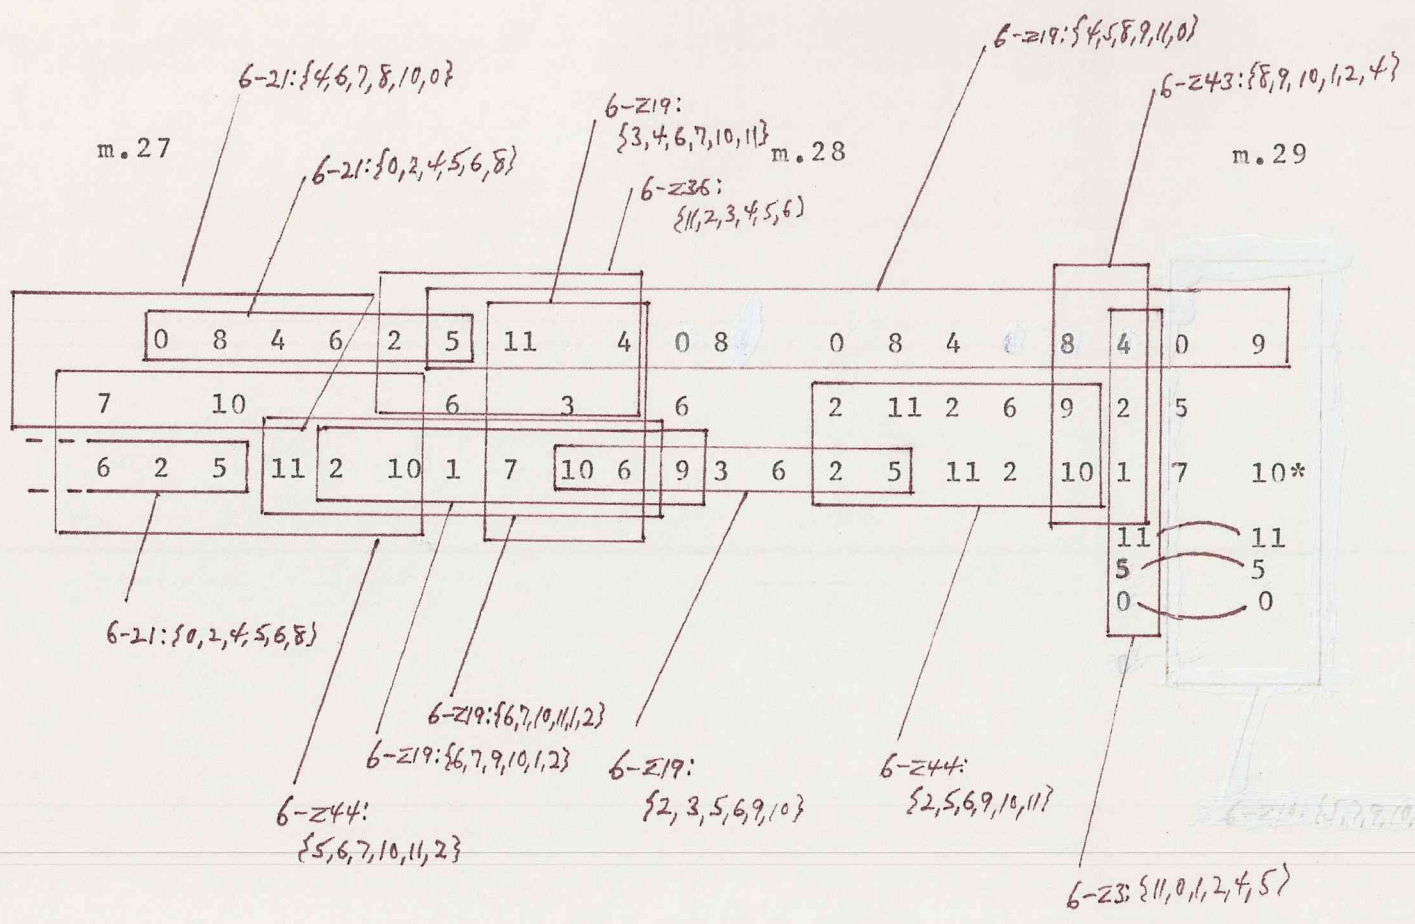 6-z19:{4,5,8,9,11,0}
6-21:{4,6,7,8,10,0}
6-z43:{8,9,10,1,2,4}
6-z19:
{3,4,6,7,10,11}
m.27
m.28
m.29
6-21:{0,2,4,5,6,8}
6-z36:
{11,2,3,4,5,6}
0 8 4 6 2 5 11 4 0 8 0 8 4 8 8 4 0 9
7 10 6 3 6 2 11 2 6 9 2 5
6 2 5 11 2 10 1 7 10 6 9 3 6 2 5 11 2 10 1 7 10*
11 11
5 5
0 0
6-21:{0,2,4,5,6,8}
6-z19:{6,7,10,11,1,2}
6-z19:{6,7,9,10,1,2}
6-z19:
{2,3,5,6,9,10}
6-z44:
{2,5,6,9,10,11}
6-z44:
{5,6,7,10,11,2}
6-z3:{11,0,1,2,4,5}